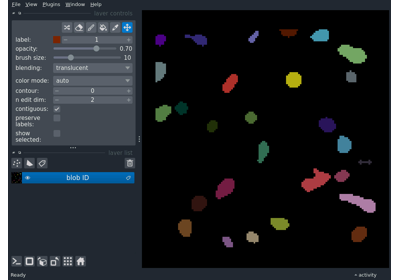 File View Plugins Window Help
layer controls
label: 1
opacity: 0.70
brush size: 10
blending: translucent
color mode: auto
contour: 0
n edit dim: 2
contiguous:
preserve
labels:
show
selected:
layer list
blob ID
Ready
activity